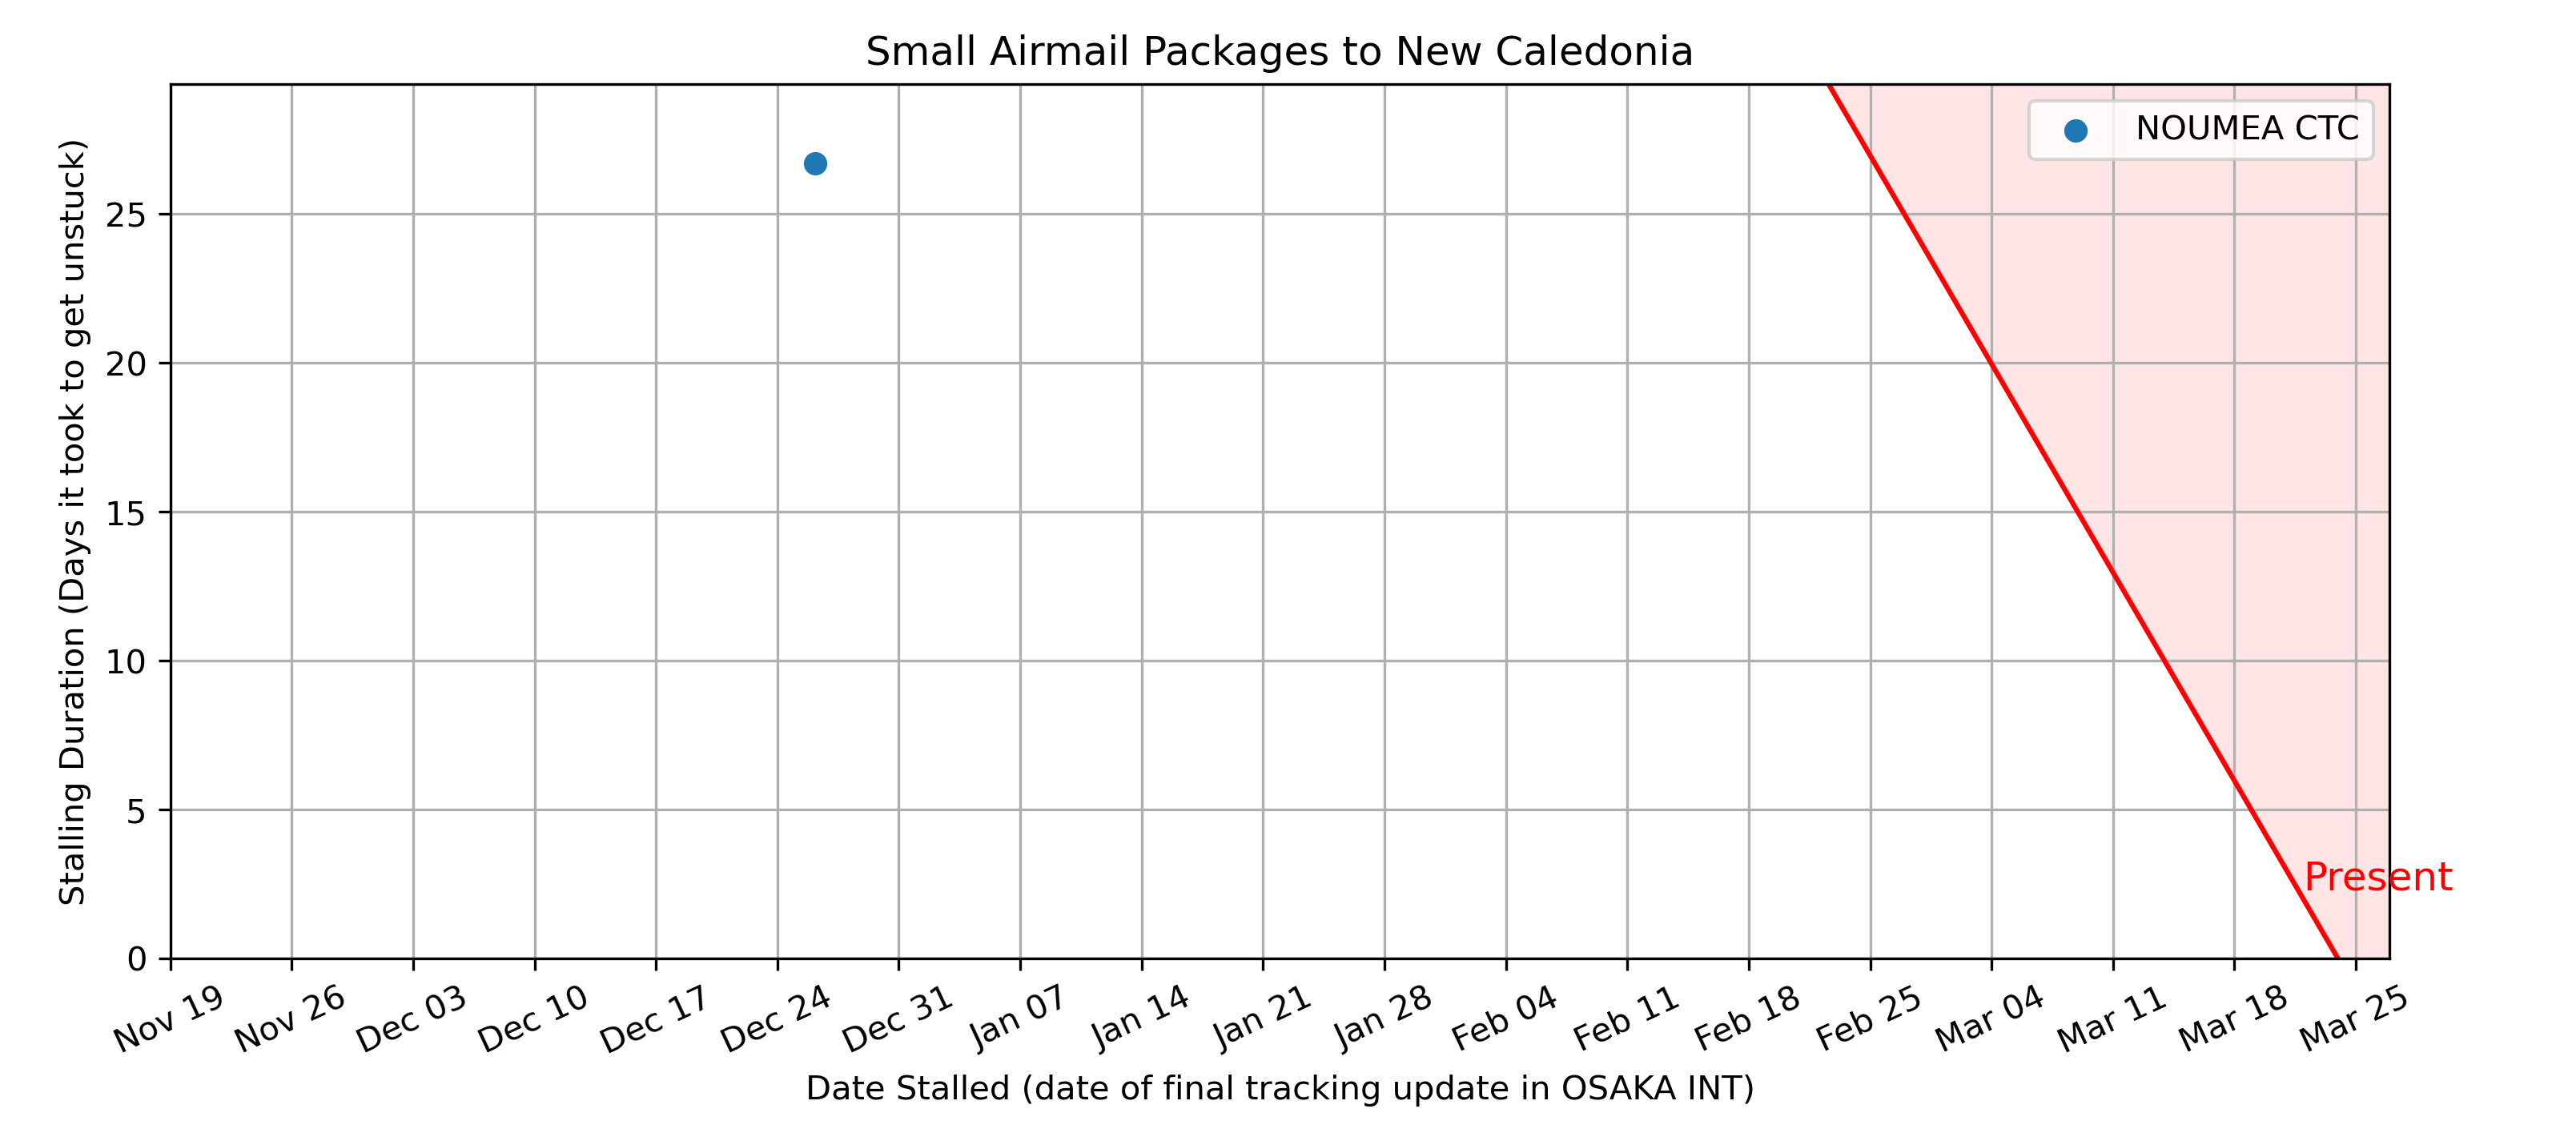 Small Airmail Packages to New Caledonia
NOUMEA CTC
Stalling Duration (Days it took to get unstuck)
25
20
15
10
5
0
Present
Nov 19
Nov 26
Dec 03
Dec 10
Dec 17
Dec 24
Dec 31
Jan 07
Jan 14
Jan 21
Jan 28
Feb 04
Feb 11
Feb 18
Feb 25
Mar 04
Mar 11
Mar 18
Mar 25
Date Stalled (date of final tracking update in OSAKA INT)